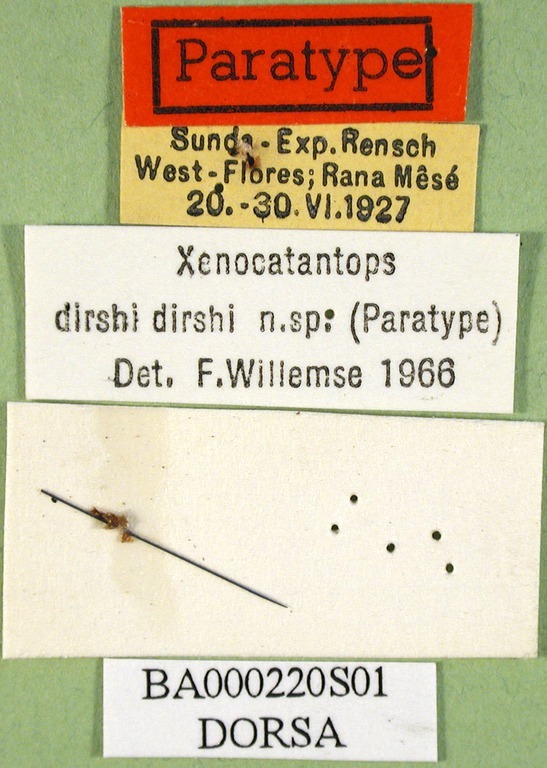 Paratype
Sunda-Exp. Rensch
West-Flores; Rana Mêsé
20.-30.VI.1927
Xenocatantops
dirshi dirshi n.sp: (Paratype)
Det. F.Willemse 1966
BA000220S01
DORSA